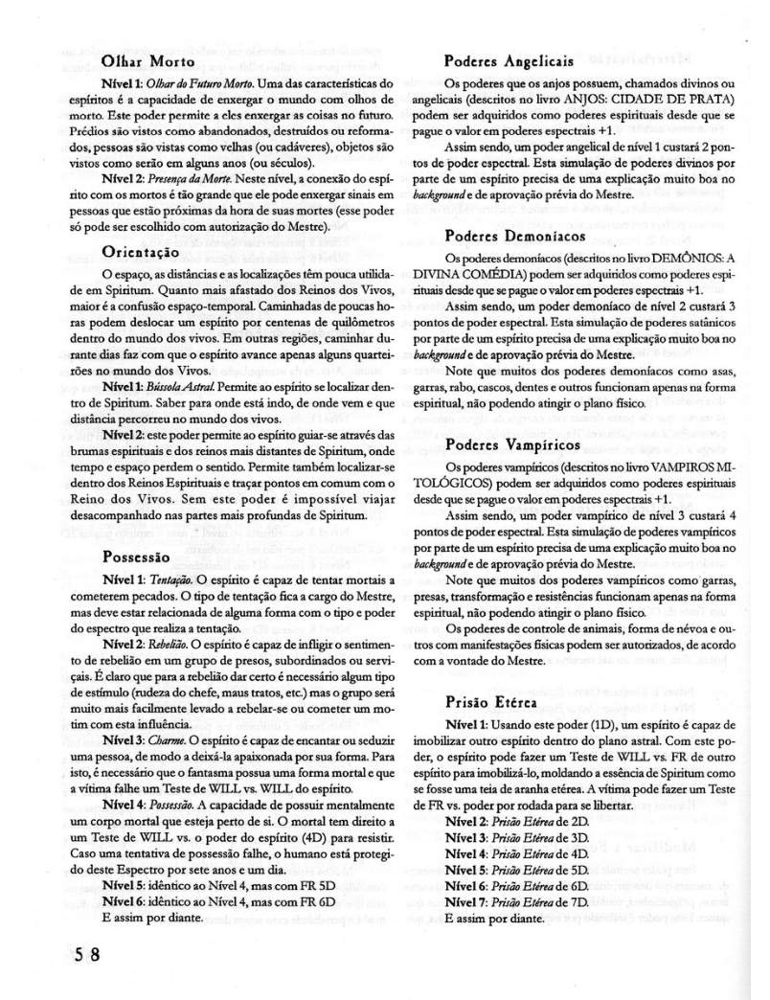 Olhar Morto
Nível 1: Olhar do Futuro Morto. Uma das características do
espíritos é a capacidade de enxergar o mundo com olhos de
morto. Este poder permite a eles enxergar as coisas no futuro.
Prédios são vistos como abandonados, destruídos ou reforma-
dos, pessoas são vistas como velhas (ou cadáveres), objetos são
vistos como serão em alguns anos (ou séculos).
Nível 2: Presença da Morte. Neste nível, a conexão do espí-
rito com os mortos é tão grande que ele pode enxergar sinais em
pessoas que estão próximas da hora de suas mortes (esse poder
só pode ser escolhido com autorização do Mestre).
Orientação
O espaço, as distâncias e as localizações têm pouca utilida-
de em Spiritum. Quanto mais afastado dos Reinos dos Vivos,
maior é a confusão espaço-temporal. Caminhadas de poucas ho-
ras podem deslocar um espírito por centenas de quilômetros
dentro do mundo dos vivos. Em outras regiões, caminhar du-
rante dias faz com que o espírito avance apenas alguns quartei-
rões no mundo dos Vivos.
Nível 1: Bússola Astral. Permite ao espírito se localizar den-
tro de Spiritum. Saber para onde está indo, de onde vem e que
distância percorreu no mundo dos vivos.
Nível 2: este poder permite ao espírito guiar-se através das
brumas espirituais e dos reinos mais distantes de Spiritum, onde
tempo e espaço perdem o sentido. Permite também localizar-se
dentro dos Reinos Espirituais e traçar pontos em comum com o
Reino dos Vivos. Sem este poder é impossível viajar
desacompanhado nas partes mais profundas de Spiritum.
Possessão
Nível 1: Tentação. O espírito é capaz de tentar mortais a
cometerem pecados. O tipo de tentação fica a cargo do Mestre,
mas deve estar relacionada de alguma forma com o tipo e poder
do espectro que realiza a tentação.
Nível 2: Rebelião. O espírito é capaz de infligir o sentimen-
to de rebelião em um grupo de presos, subordinados ou servi-
çais. É claro que para a rebelião dar certo é necessário algum tipo
de estímulo (rudeza do chefe, maus tratos, etc.) mas o grupo será
muito mais facilmente levado a rebelar-se ou cometer um mo-
tim com esta influência.
Nível 3: Charme. O espírito é capaz de encantar ou seduzir
uma pessoa, de modo a deixá-la apaixonada por sua forma. Para
isto, é necessário que o fantasma possua uma forma mortal e que
a vítima falhe um Teste de WILL vs. WILL do espírito.
Nível 4: Possessão. A capacidade de possuir mentalmente
um corpo mortal que esteja perto de si. O mortal tem direito a
um Teste de WILL vs. o poder do espírito (4D) para resistir.
Caso uma tentativa de possessão falhe, o humano está protegi-
do deste Espectro por sete anos e um dia.
Nível 5: idêntico ao Nível 4, mas com FR 5D
Nível 6: idêntico ao Nível 4, mas com FR 6D
E assim por diante.
58
Poderes Angelicais
Os poderes que os anjos possuem, chamados divinos ou
angelicais (descritos no livro ANJOS: CIDADE DE PRATA)
podem ser adquiridos como poderes espirituais desde que se
pague o valor em poderes espectrais +1.
Assim sendo, um poder angelical de nível 1 custará 2 pon-
tos de poder espectral. Esta simulação de poderes divinos por
parte de um espírito precisa de uma explicação muito boa no
background e de aprovação prévia do Mestre.
Poderes Demoníacos
Os poderes demoníacos (descritos no livro DEMÔNIOS: A
DIVINA COMÉDIA) podem ser adquiridos como poderes espi-
rituais desde que se pague o valor em poderes espectrais +1.
Assim sendo, um poder demoníaco de nível 2 custará 3
pontos de poder espectral. Esta simulação de poderes satânicos
por parte de um espírito precisa de uma explicação muito boa no
background e de aprovação prévia do Mestre.
Note que muitos dos poderes demoníacos como asas,
garras, rabo, cascos, dentes e outros funcionam apenas na forma
espiritual, não podendo atingir o plano físico.
Poderes Vampíricos
Os poderes vampíricos (descritos no livro VAMPIROS MI-
TOLÓGICOS) podem ser adquiridos como poderes espirituais
desde que se pague o valor em poderes espectrais +1.
Assim sendo, um poder vampírico de nível 3 custará 4
pontos de poder espectral. Esta simulação de poderes vampíricos
por parte de um espírito precisa de uma explicação muito boa no
background e de aprovação prévia do Mestre.
Note que muitos dos poderes vampíricos como garras,
presas, transformação e resistências funcionam apenas na forma
espiritual, não podendo atingir o plano físico.
Os poderes de controle de animais, forma de névoa e ou-
tros com manifestações físicas podem ser autorizados, de acordo
com a vontade do Mestre.
Prisão Etérea
Nível 1: Usando este poder (1D), um espírito é capaz de
imobilizar outro espírito dentro do plano astral. Com este po-
der, o espírito pode fazer um Teste de WILL vs. FR de outro
espírito para imobilizá-lo, moldando a essência de Spiritum como
se fosse uma teia de aranha etérea. A vítima pode fazer um Teste
de FR vs. poder por rodada para se libertar.
Nível 2: Prisão Etérea de 2D.
Nível 3: Prisão Etérea de 3D.
Nível 4: Prisão Etérea de 4D.
Nível 5: Prisão Etérea de 5D.
Nível 6: Prisão Etérea de 6D.
Nível 7: Prisão Etérea de 7D.
E assim por diante.